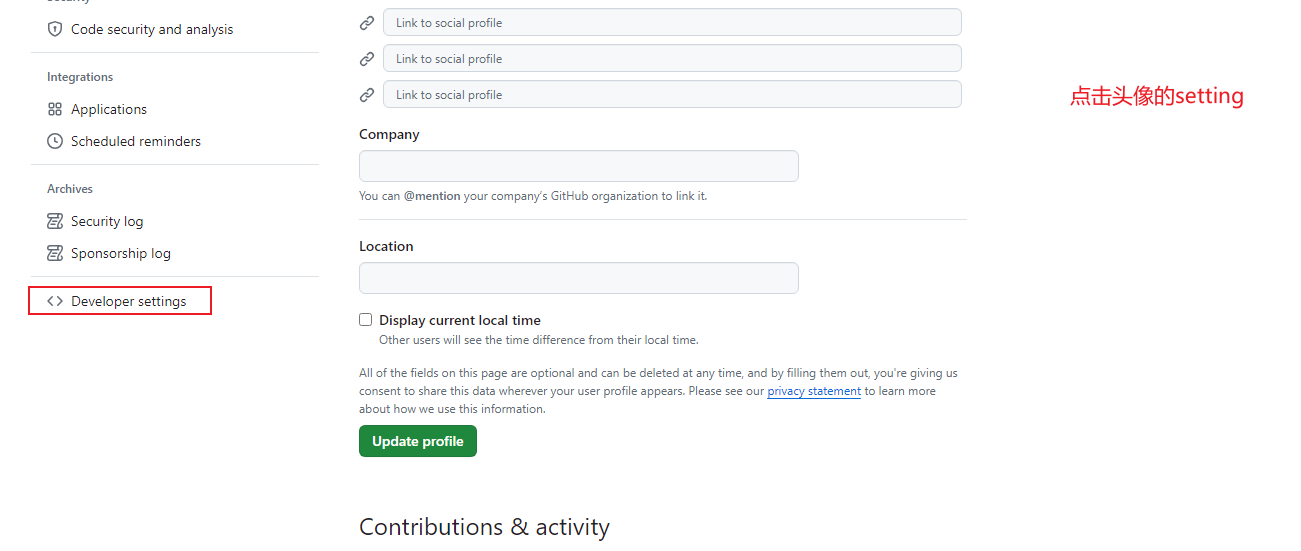 Security
Code security and analysis
Integrations
Applications
Scheduled reminders
Archives
Security log
Sponsorship log
Developer settings
Link to social profile
Link to social profile
Link to social profile
Company
You can @mention your company's GitHub organization to link it.
Location
Display current local time
Other users will see the time difference from their local time.
All of the fields on this page are optional and can be deleted at any time, and by filling them out, you're giving us
consent to share this data wherever your user profile appears. Please see our privacy statement to learn more
about how we use this information.
Update profile
Contributions & activity
点击头像的setting